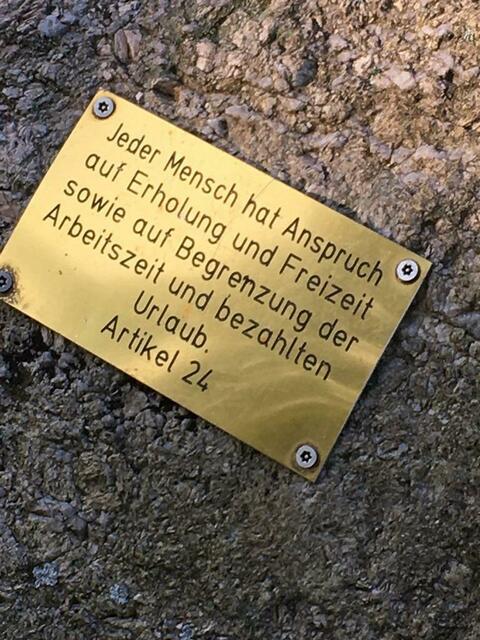 Jeder Mensch hat Anspruch
auf Erholung und Freizeit
sowie auf Begrenzung der
Arbeitszeit und bezahlten
Urlaub.
Artikel 24